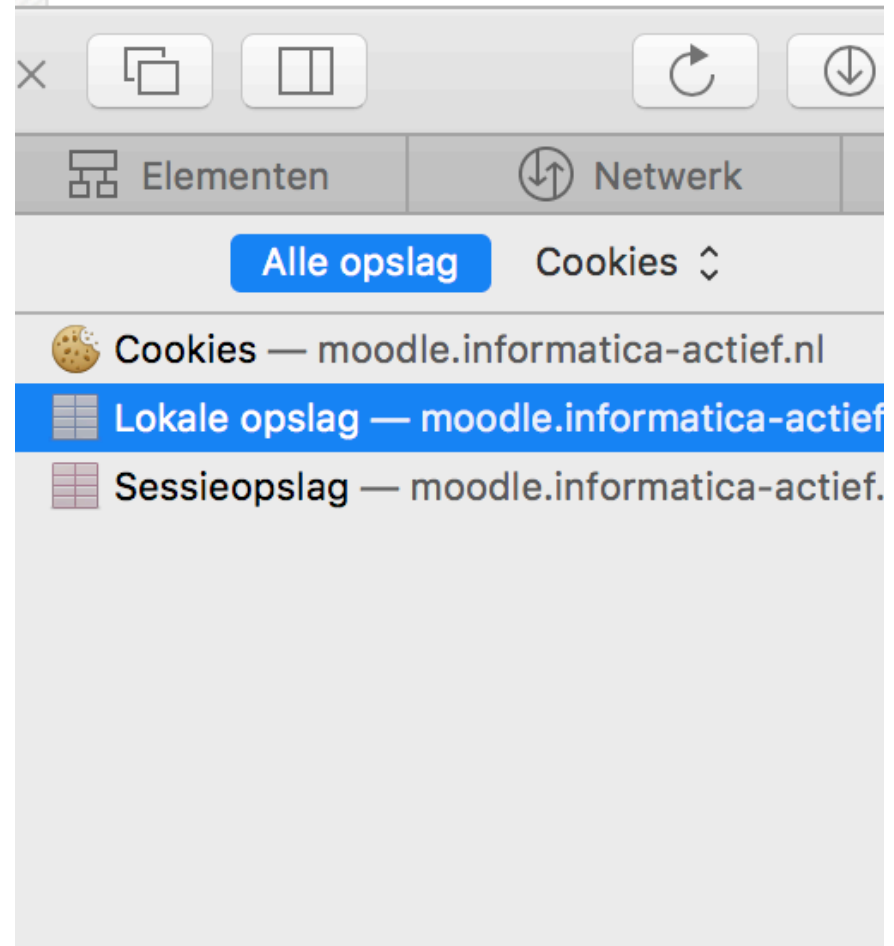 Elementen Netwerk
Alle opslag Cookies
Cookies — moodle.informatica-actief.nl
Lokale opslag — moodle.informatica-actief
Sessieopslag — moodle.informatica-actief.